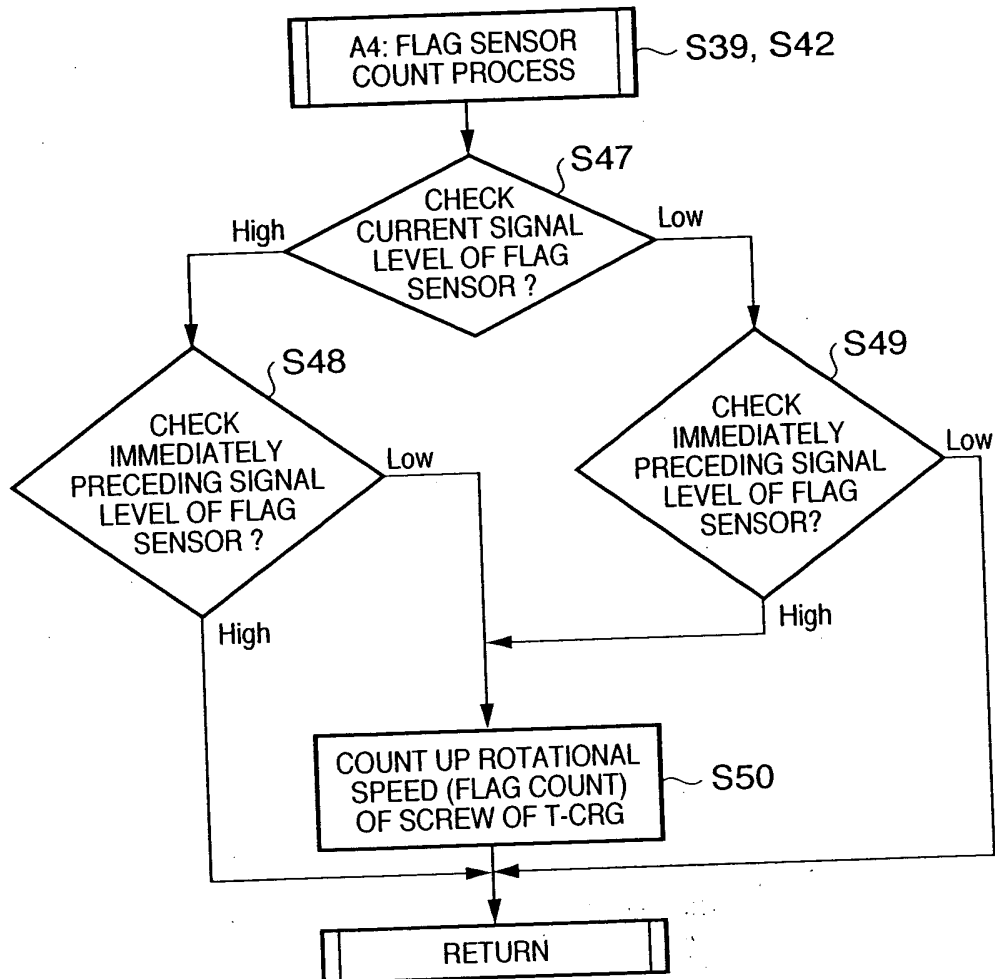 A4: FLAG SENSOR
COUNT PROCESS
S39, S42
S47
CHECK
CURRENT SIGNAL
LEVEL OF FLAG
SENSOR ?
High
Low
S48
CHECK
IMMEDIATELY
PRECEDING SIGNAL
LEVEL OF FLAG
SENSOR ?
Low
High
S49
CHECK
IMMEDIATELY
PRECEDING SIGNAL
LEVEL OF FLAG
SENSOR?
Low
High
COUNT UP ROTATIONAL
SPEED (FLAG COUNT)
OF SCREW OF T-CRG
S50
RETURN